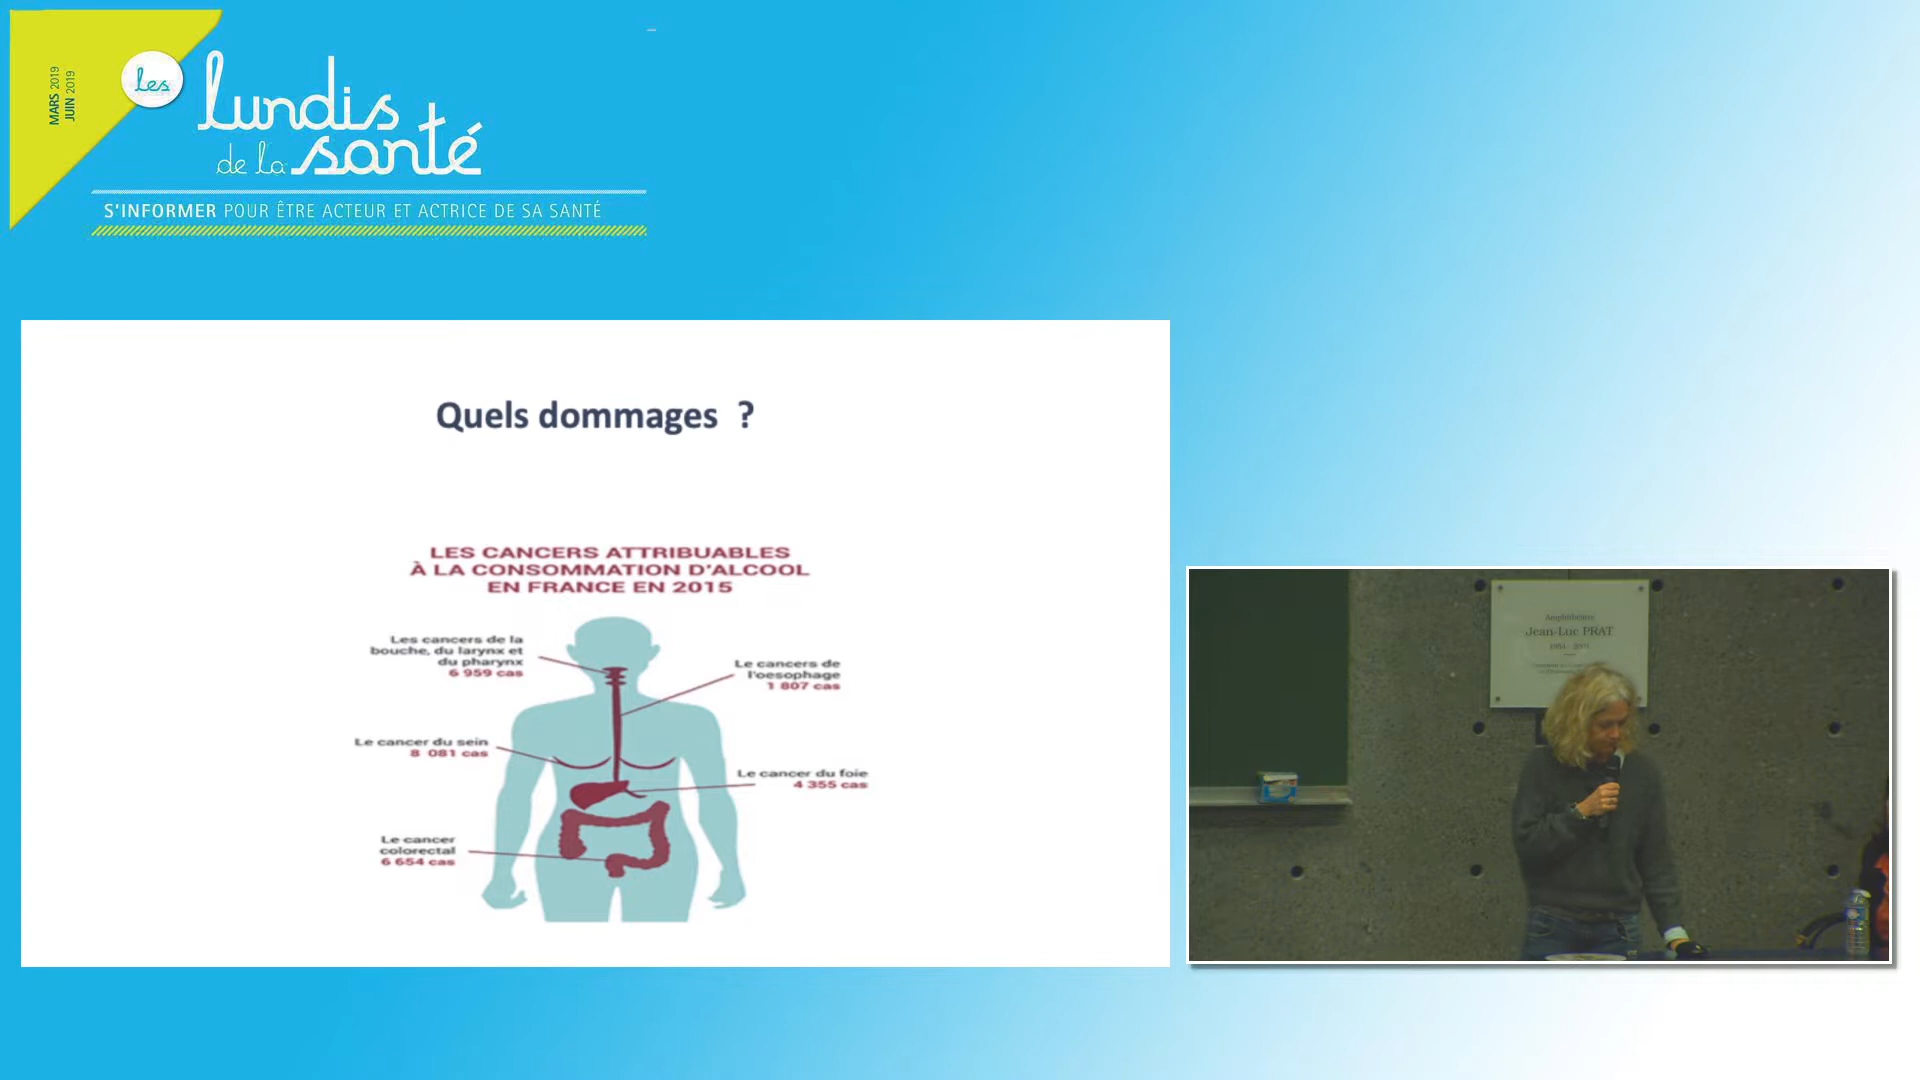 MARS 2019
JUIN 2019
les
lundis
de la santé
S'INFORMER POUR ÊTRE ACTEUR ET ACTRICE DE SA SANTÉ
Quels dommages ?
LES CANCERS ATTRIBUABLES
À LA CONSOMMATION D'ALCOOL
EN FRANCE EN 2015
Les cancers de la
bouche, du larynx et
du pharynx
6 959 cas
Le cancers de
l'oesophage
1 807 cas
Le cancer du sein
8 081 cas
Le cancer du foie
4 355 cas
Le cancer
colorectal
6 654 cas
Amphithéâtre
Jean-Luc PRAT